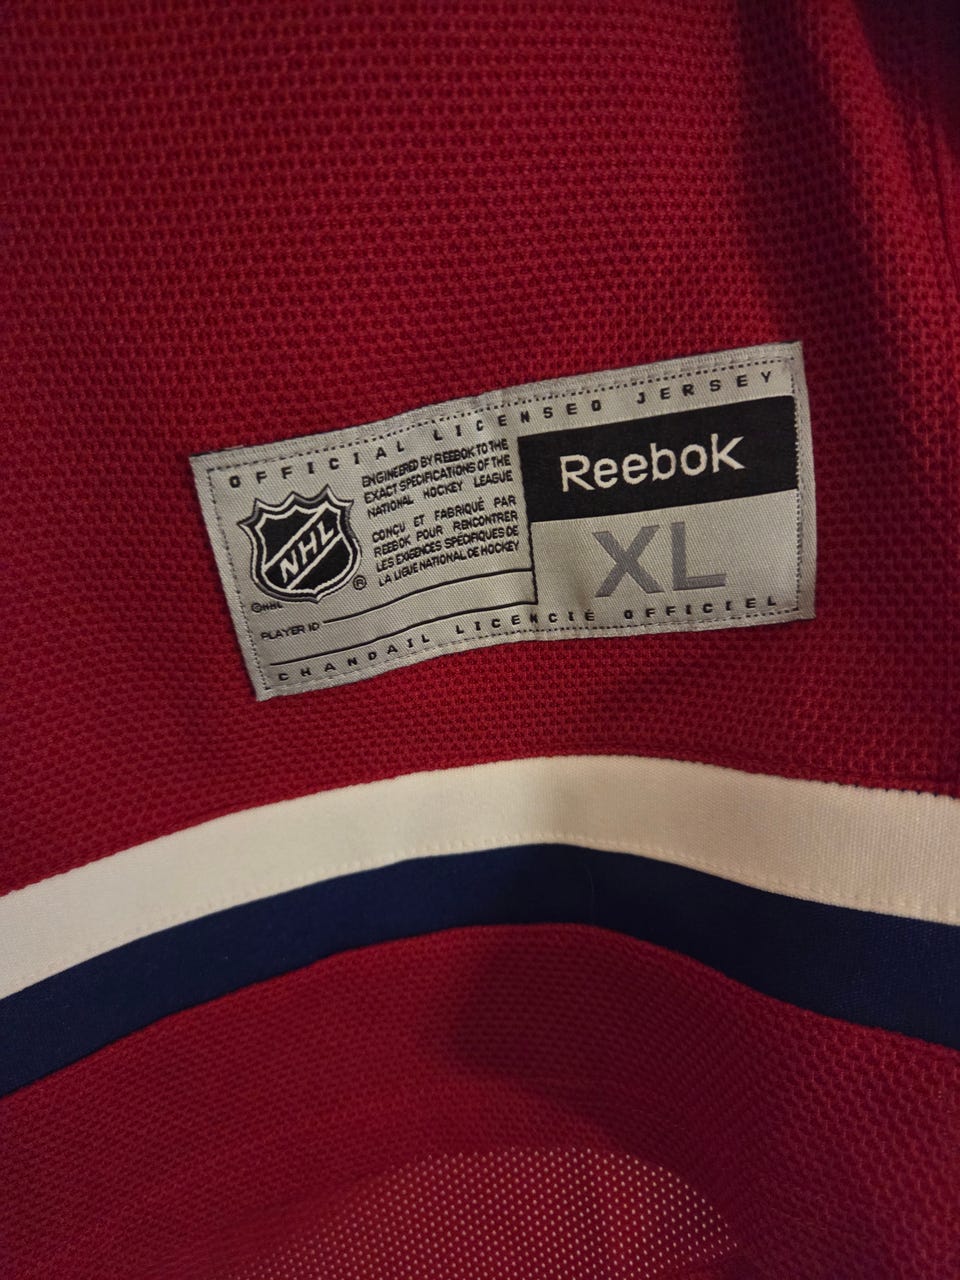 OFFICIAL LICENSED JERSEY
NHL
®
©NHL
ENGINEERED BY REEBOK TO THE
EXACT SPECIFICATIONS OF THE
NATIONAL HOCKEY LEAGUE
CONÇU ET FABRIQUÉ PAR
REEBOK POUR RENCONTRER
LES EXIGENCES SPÉCIFIQUES DE
LA LIGUE NATIONAL DE HOCKEY
PLAYER ID
Reebok
XL
CHANDAIL LICENCIÉ OFFICIEL